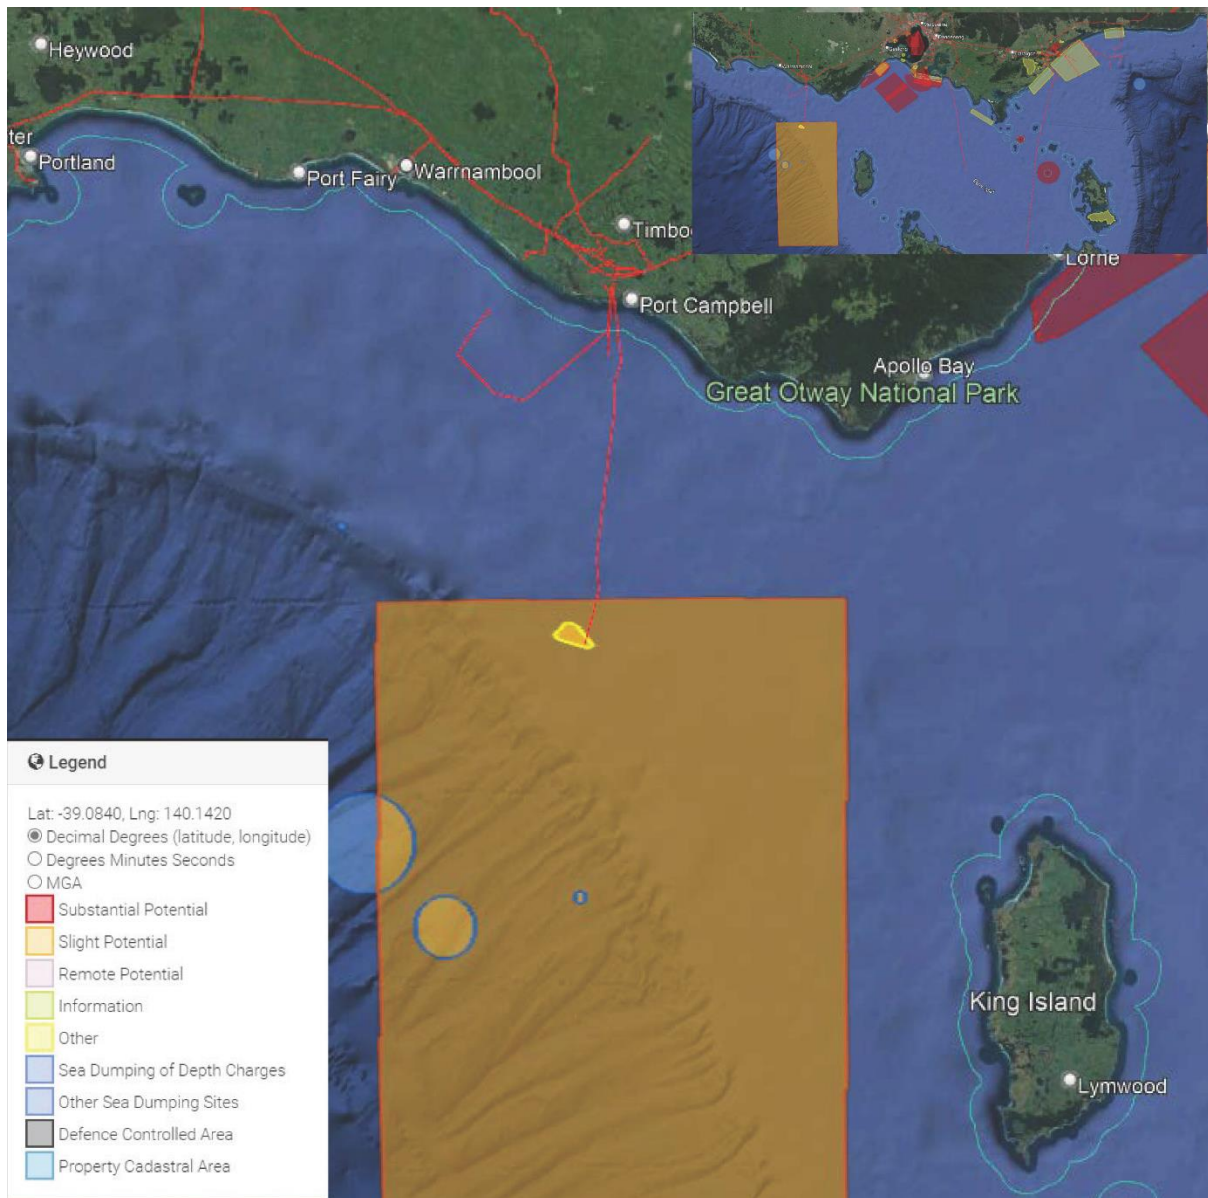 Heywood
ter
Portland
Port Fairy
Warrnambool
Timboo
Port Campbell
Lorne
Apollo Bay
Great Otway National Park
King Island
Lymwood
Legend
Lat: -39.0840, Lng: 140.1420
Decimal Degrees (latitude, longitude)
Degrees Minutes Seconds
MGA
Substantial Potential
Slight Potential
Remote Potential
Information
Other
Sea Dumping of Depth Charges
Other Sea Dumping Sites
Defence Controlled Area
Property Cadastral Area